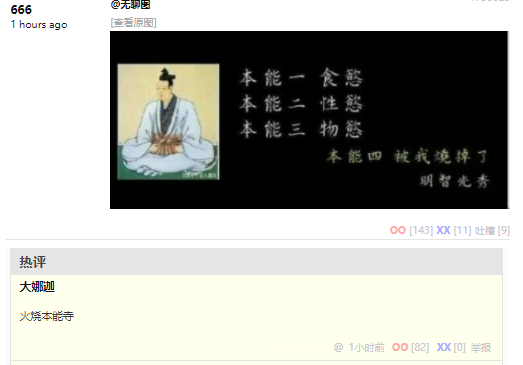 666
1 hours ago
@无聊图
[查看原图]
本能一 食慾
本能二 性慾
本能三 物慾
本能四 被我燒掉了
明智光秀
OO [143] XX [11] 吐槽 [9]
热评
大娜迦
火烧本能寺
@ 1小时前 OO [82] XX [0] 举报